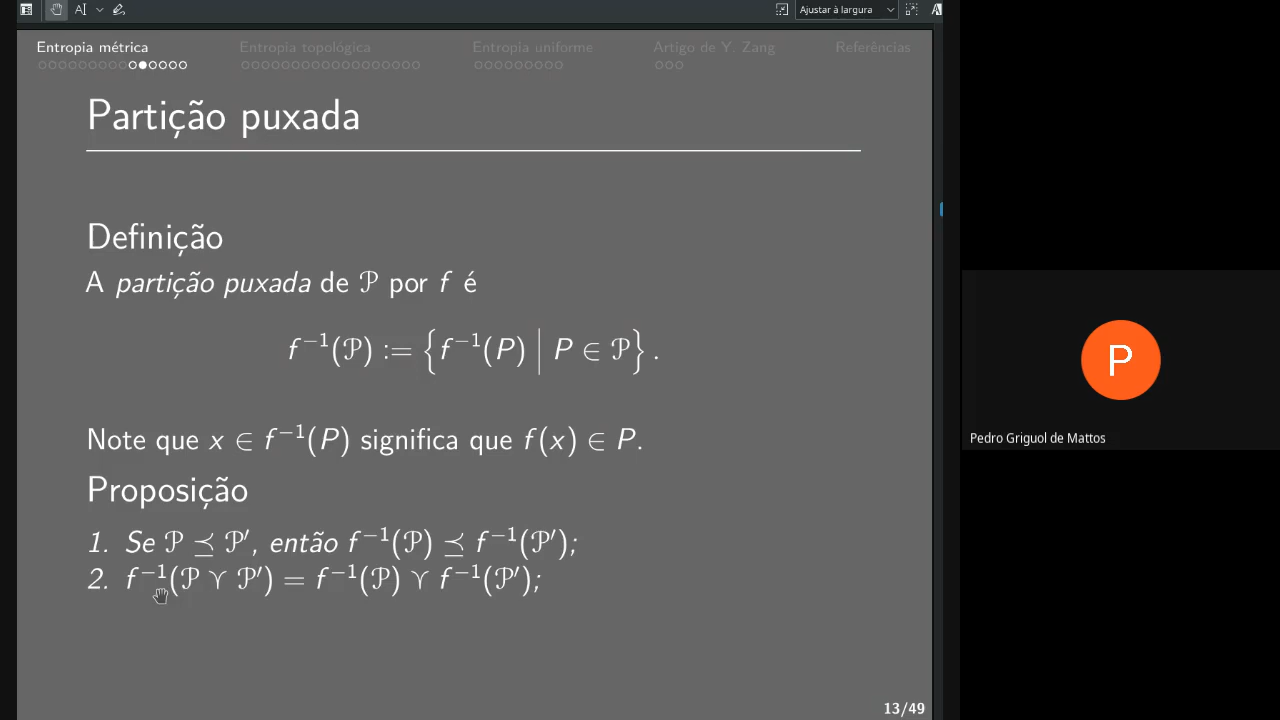 Ajustar à largura
Entropia métrica Entropia topológica Entropia uniforme Artigo de Y. Zang Referências
Partição puxada
Definição
A partição puxada de 𝒫 por f é
f⁻¹(𝒫) := {f⁻¹(P) | P ∈ 𝒫}.
Note que x ∈ f⁻¹(P) significa que f(x) ∈ P.
Proposição
1. Se 𝒫 ⪯ 𝒫′, então f⁻¹(𝒫) ⪯ f⁻¹(𝒫′);
2. f⁻¹(𝒫 ⋎ 𝒫′) = f⁻¹(𝒫) ⋎ f⁻¹(𝒫′);
13/49
P
Pedro Griguol de Mattos